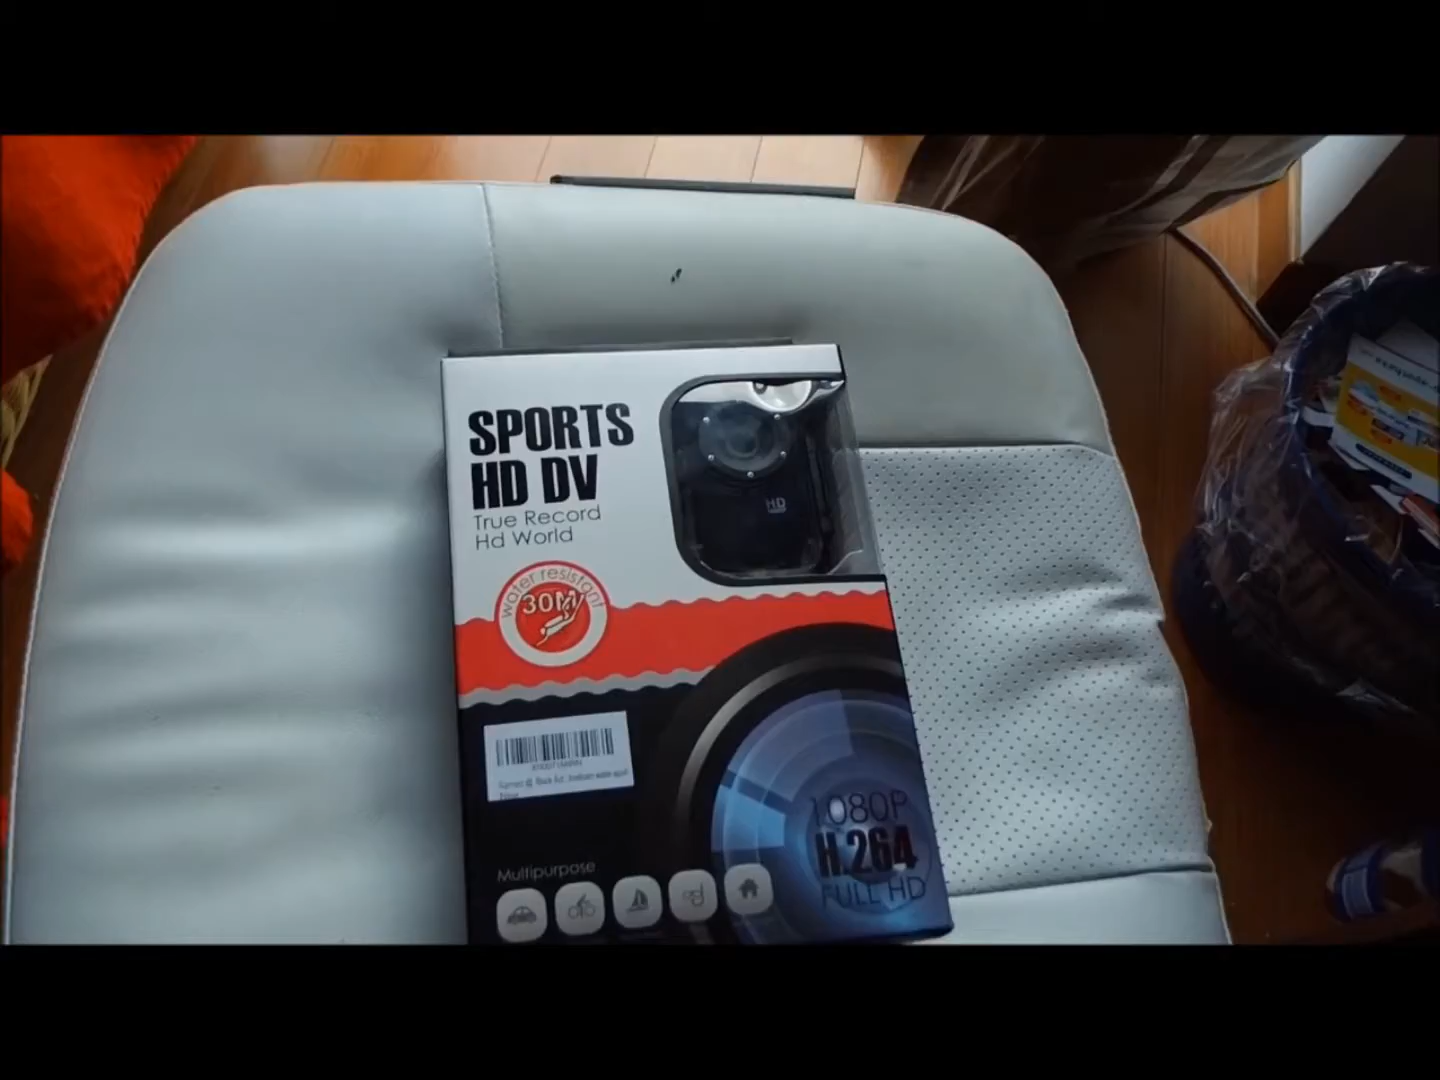 SPORTS
HD DV
True Record
Hd World
water resistant
30M
HD
Multipurpose
1080P
H.264
FULL HD